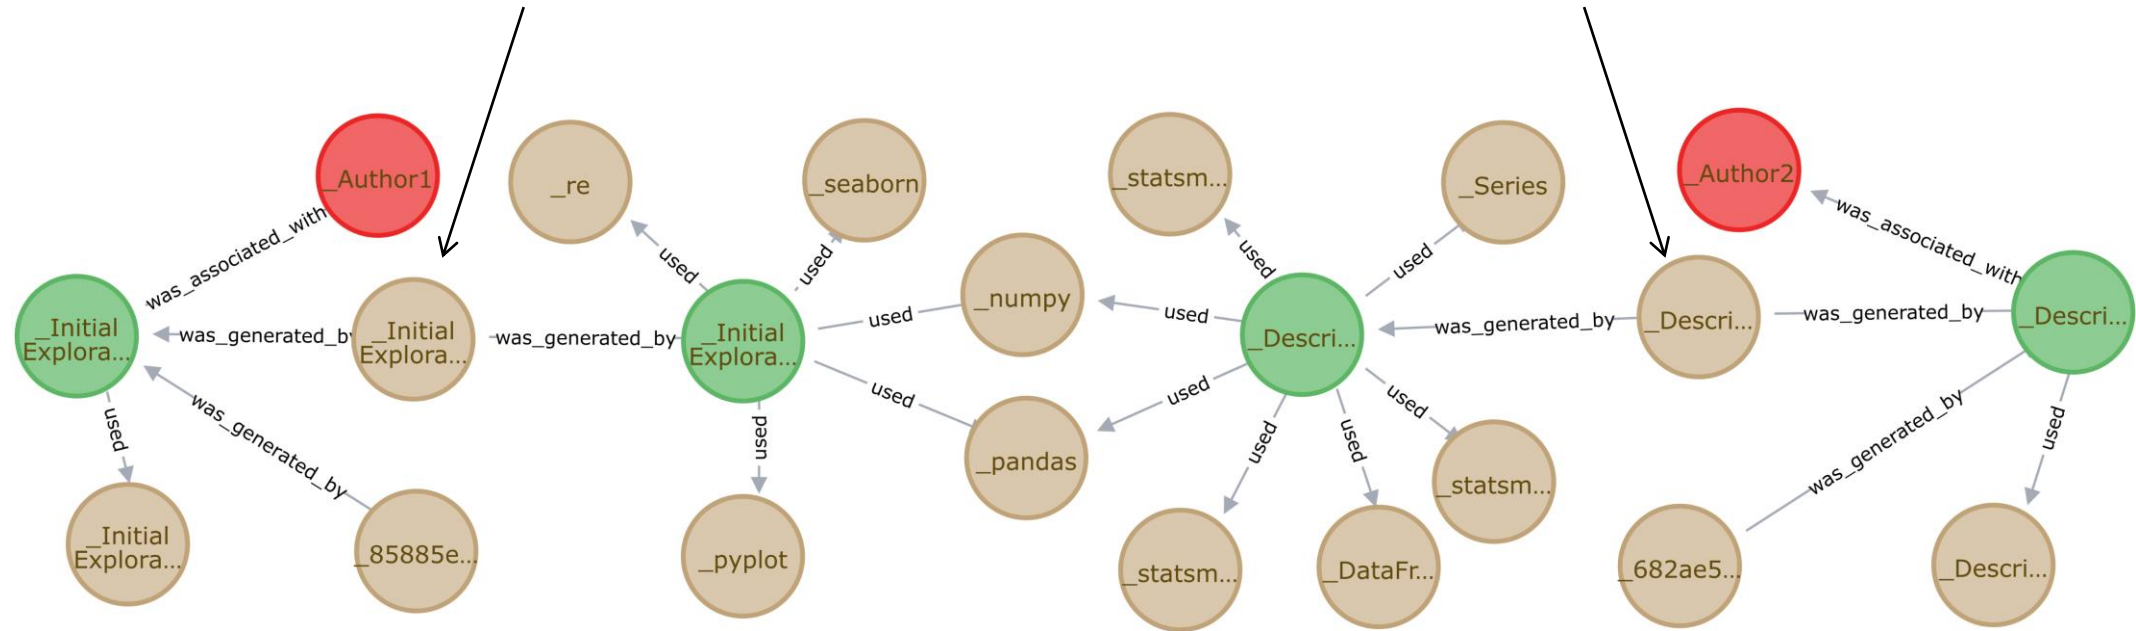 _Author1
_re
_seaborn
_statsm...
_Series
_Author2
was_associated_with
used
used
used
used
was_associated_with
_Initial
Explora...
was_generated_by
_Initial
Explora...
was_generated_by
_Initial
Explora...
used
_numpy
used
_Descri...
was_generated_by
_Descri...
was_generated_by
_Descri...
used
was_generated_by
used
used
_pandas
used
used
used
used
_statsm...
was_generated_by
used
_Initial
Explora...
_85885e...
_pyplot
_statsm...
_DataFr...
_682ae5...
_Descri...